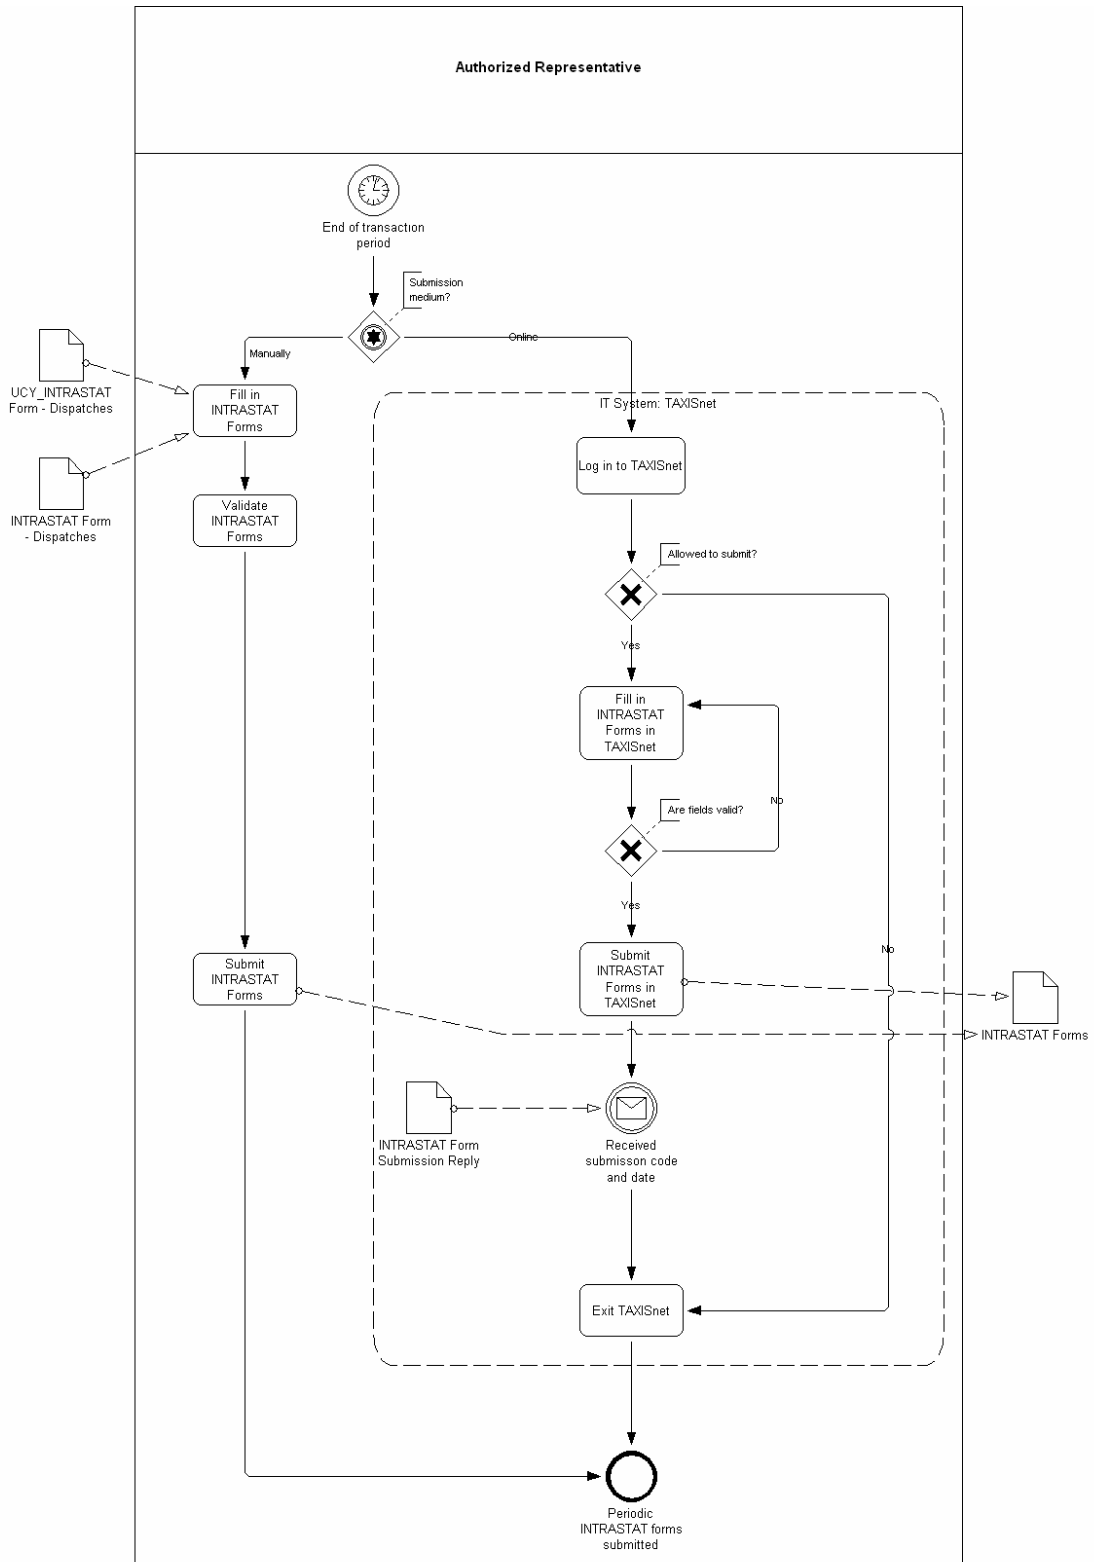 Authorized Representative
End of transaction
period
Submission
medium?
Manually
Online
UCY_INTRASTAT
Form - Dispatches
Fill in
INTRASTAT
Forms
IT System: TAXISnet
Log in to TAXISnet
INTRASTAT Form
- Dispatches
Validate
INTRASTAT
Forms
Allowed to submit?
Yes
Fill in
INTRASTAT
Forms in
TAXISnet
No
Are fields valid?
Yes
No
Submit
INTRASTAT
Forms
Submit
INTRASTAT
Forms in
TAXISnet
INTRASTAT Forms
INTRASTAT Form
Submission Reply
Received
submisson code
and date
Exit TAXISnet
Periodic
INTRASTAT forms
submitted